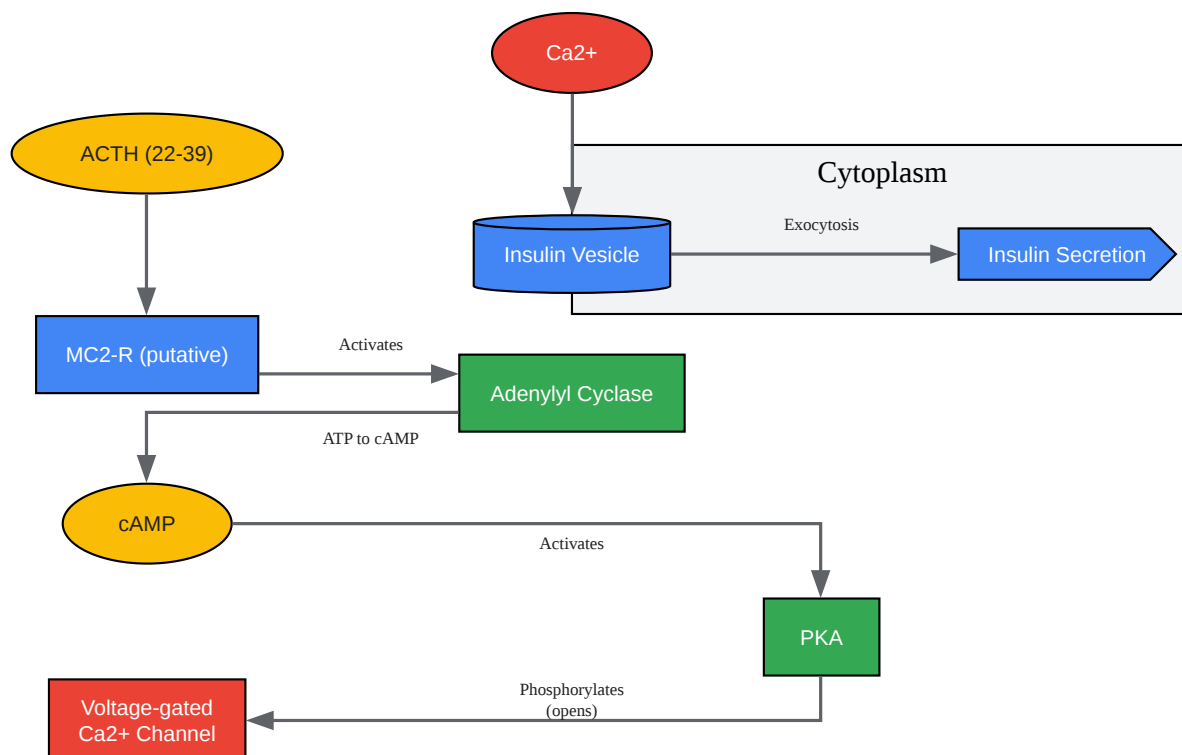 Ca2+
ACTH (22-39)
Cytoplasm
Exocytosis
Insulin Vesicle
Insulin Secretion
MC2-R (putative)
Activates
Adenylyl Cyclase
ATP to cAMP
cAMP
Activates
PKA
Phosphorylates
(opens)
Voltage-gated
Ca2+ Channel